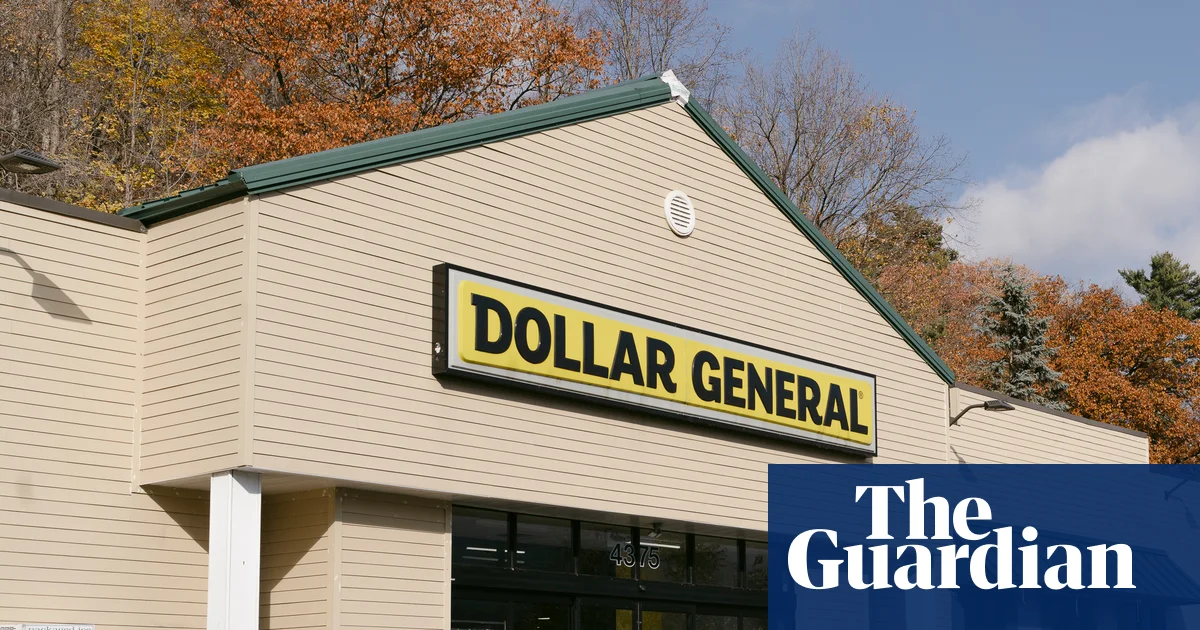 DOLLAR GENERAL®
4375
The
Guardian